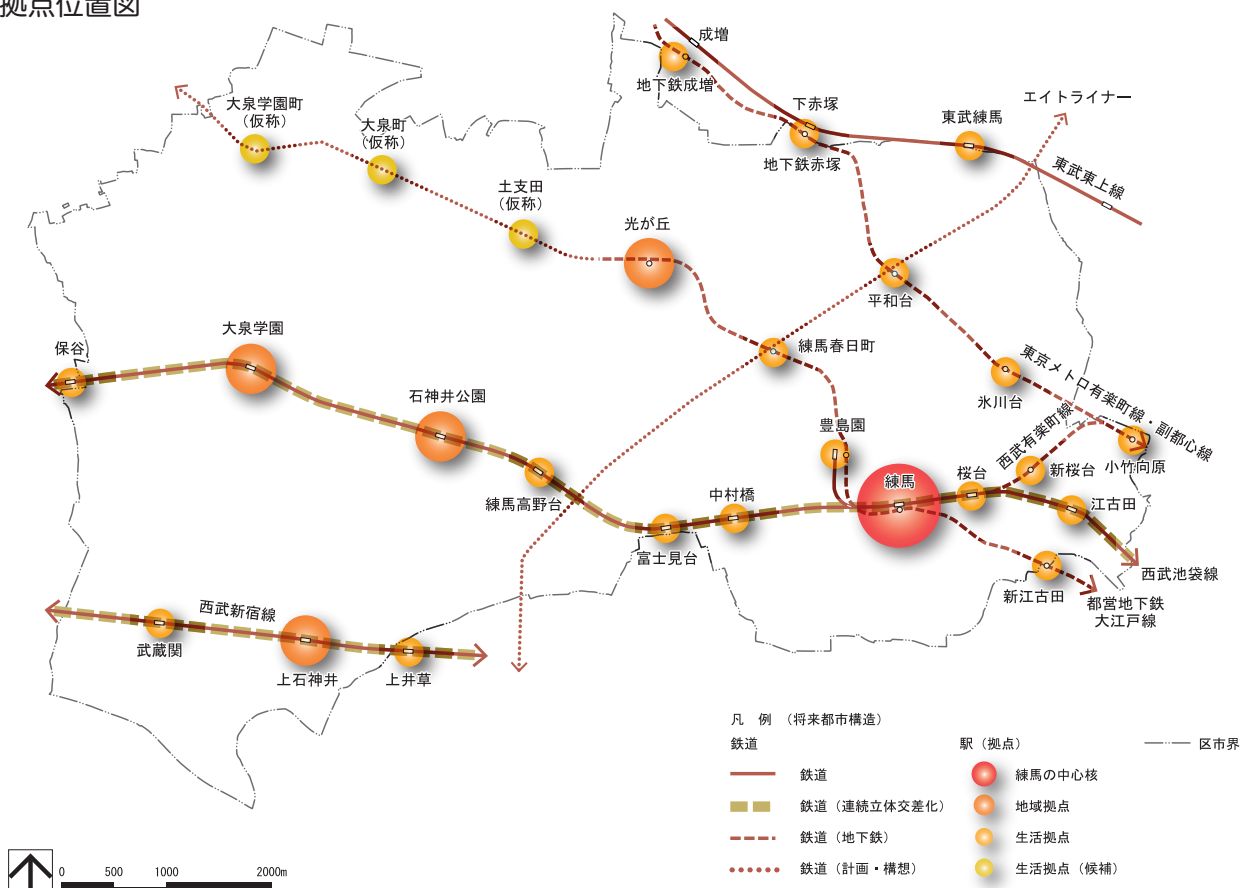 拠点位置図
成増
地下鉄成増
下赤塚
地下鉄赤塚
東武練馬
エイトライナー
東武東上線
大泉学園町
（仮称）
大泉町
（仮称）
土支田
（仮称）
光が丘
平和台
練馬春日町
氷川台
東京メトロ有楽町線・副都心線
西武有楽町線
小竹向原
新桜台
保谷
大泉学園
石神井公園
練馬高野台
富士見台
中村橋
豊島園
練馬
桜台
江古田
西武池袋線
新江古田
都営地下鉄
大江戸線
西武新宿線
武蔵関
上石神井
上井草
凡　例　（将来都市構造）
鉄道
鉄道
鉄道（連続立体交差化）
鉄道（地下鉄）
鉄道（計画・構想）
駅（拠点）
練馬の中心核
地域拠点
生活拠点
生活拠点（候補）
区市界
0 500 1000 2000m